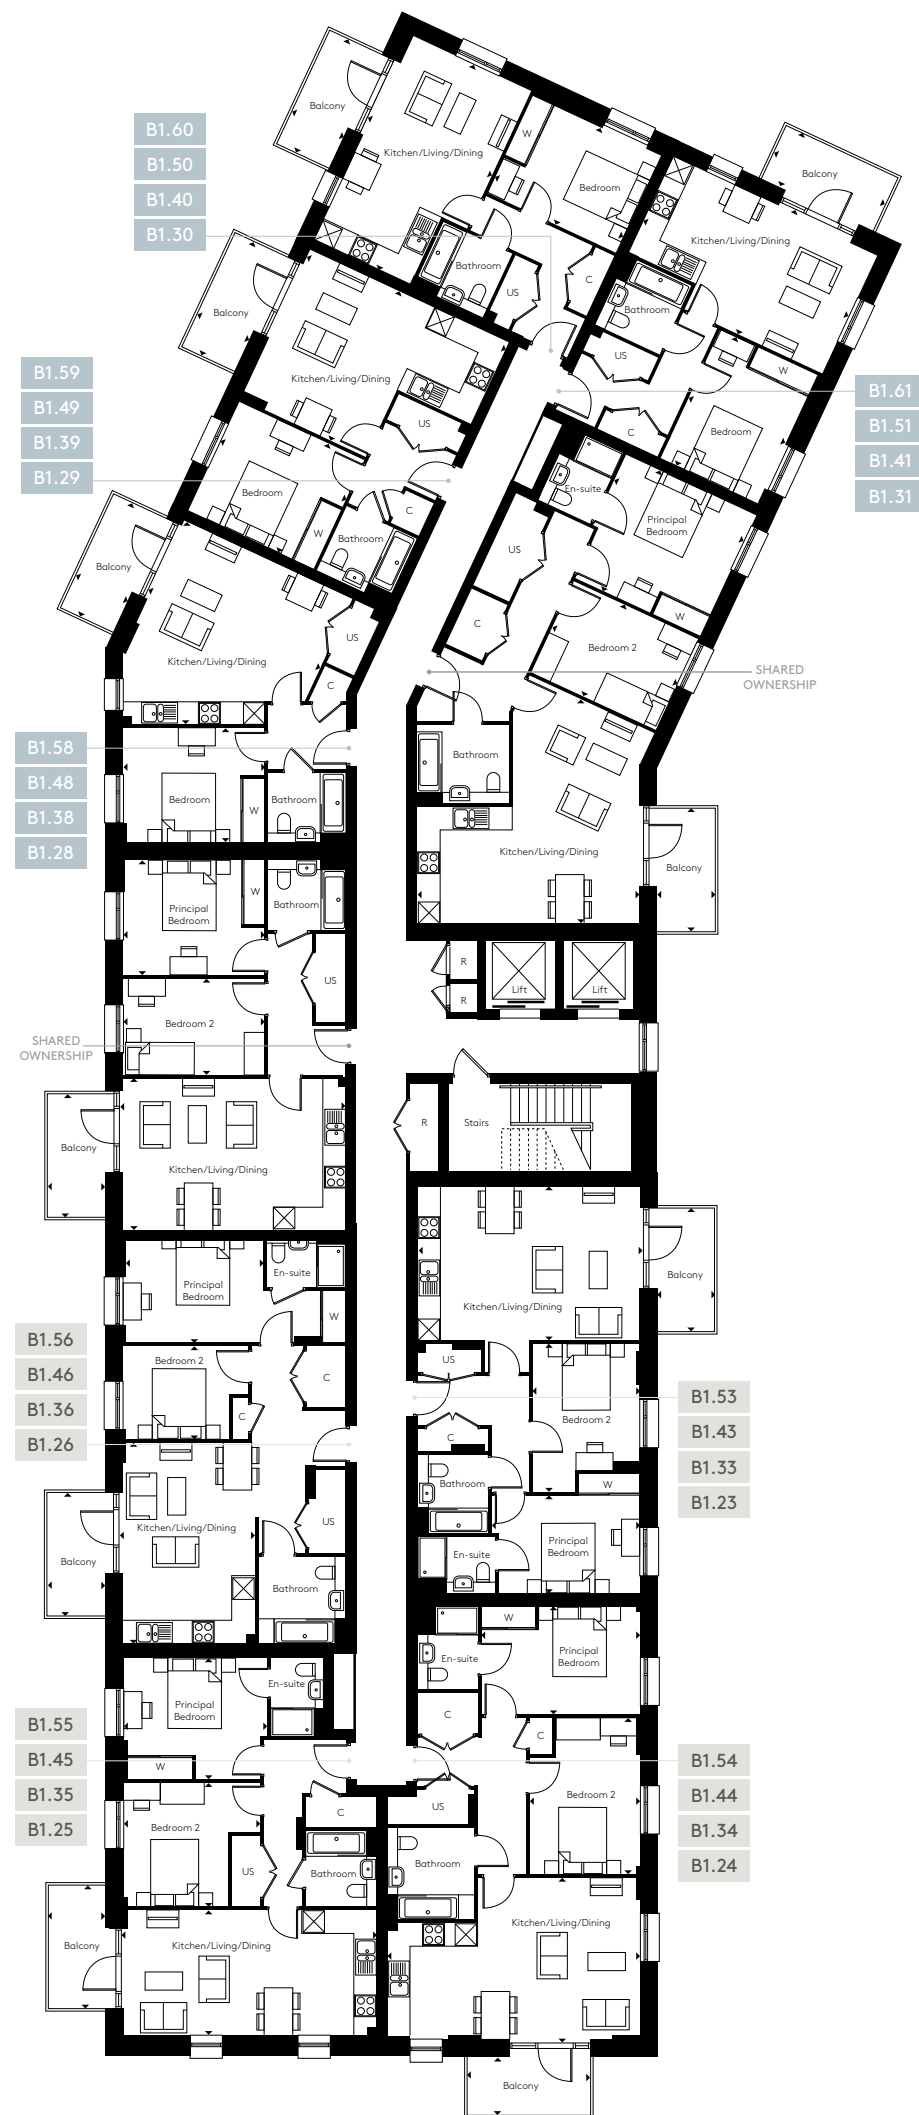 Balcony
B1.60
B1.50
B1.40
B1.30
Kitchen/Living/Dining
W
Bedroom
Bathroom
US
C
Balcony
Kitchen/Living/Dining
Bathroom
US
C
W
Bedroom
B1.61
B1.51
B1.41
B1.31
Balcony
Kitchen/Living/Dining
US
B1.59
B1.49
B1.39
B1.29
Bedroom
W
C
Bathroom
En-suite
Principal
Bedroom
US
W
C
Bedroom 2
SHARED
OWNERSHIP
Bathroom
Kitchen/Living/Dining
Balcony
Balcony
US
Kitchen/Living/Dining
C
B1.58
B1.48
B1.38
B1.28
Bedroom
W
Bathroom
Principal
Bedroom
W
Bathroom
US
Bedroom 2
SHARED
OWNERSHIP
Balcony
Kitchen/Living/Dining
R
R
Lift
Lift
R
Stairs
Kitchen/Living/Dining
Balcony
US
C
Bedroom 2
B1.53
B1.43
B1.33
B1.23
Bathroom
W
En-suite
Principal
Bedroom
Principal
Bedroom
En-suite
W
B1.56
B1.46
B1.36
B1.26
Bedroom 2
C
C
US
Kitchen/Living/Dining
Balcony
Bathroom
W
En-suite
Principal
Bedroom
C
C
B1.54
B1.44
B1.34
B1.24
US
Bedroom 2
Bathroom
Kitchen/Living/Dining
Balcony
En-suite
Principal
Bedroom
W
B1.55
B1.45
B1.35
B1.25
C
Bedroom 2
US
Bathroom
Balcony
Kitchen/Living/Dining